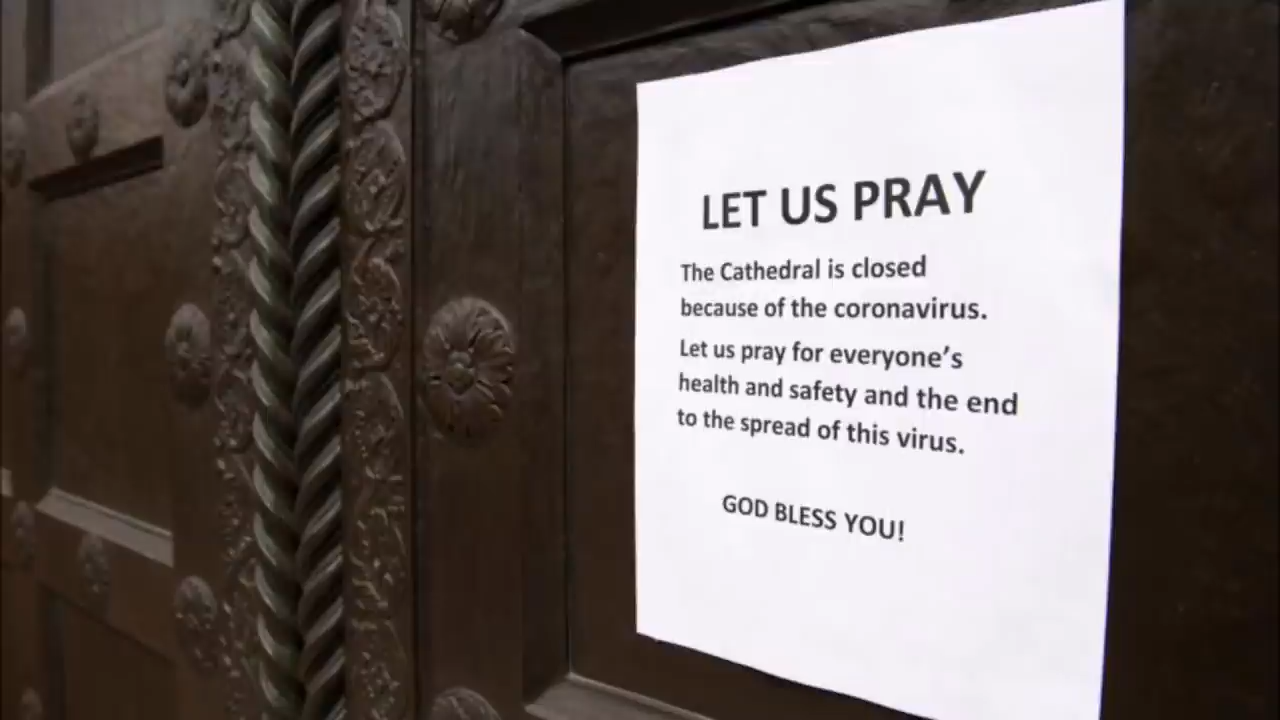 LET US PRAY
The Cathedral is closed
because of the coronavirus.
Let us pray for everyone's
health and safety and the end
to the spread of this virus.
GOD BLESS YOU!